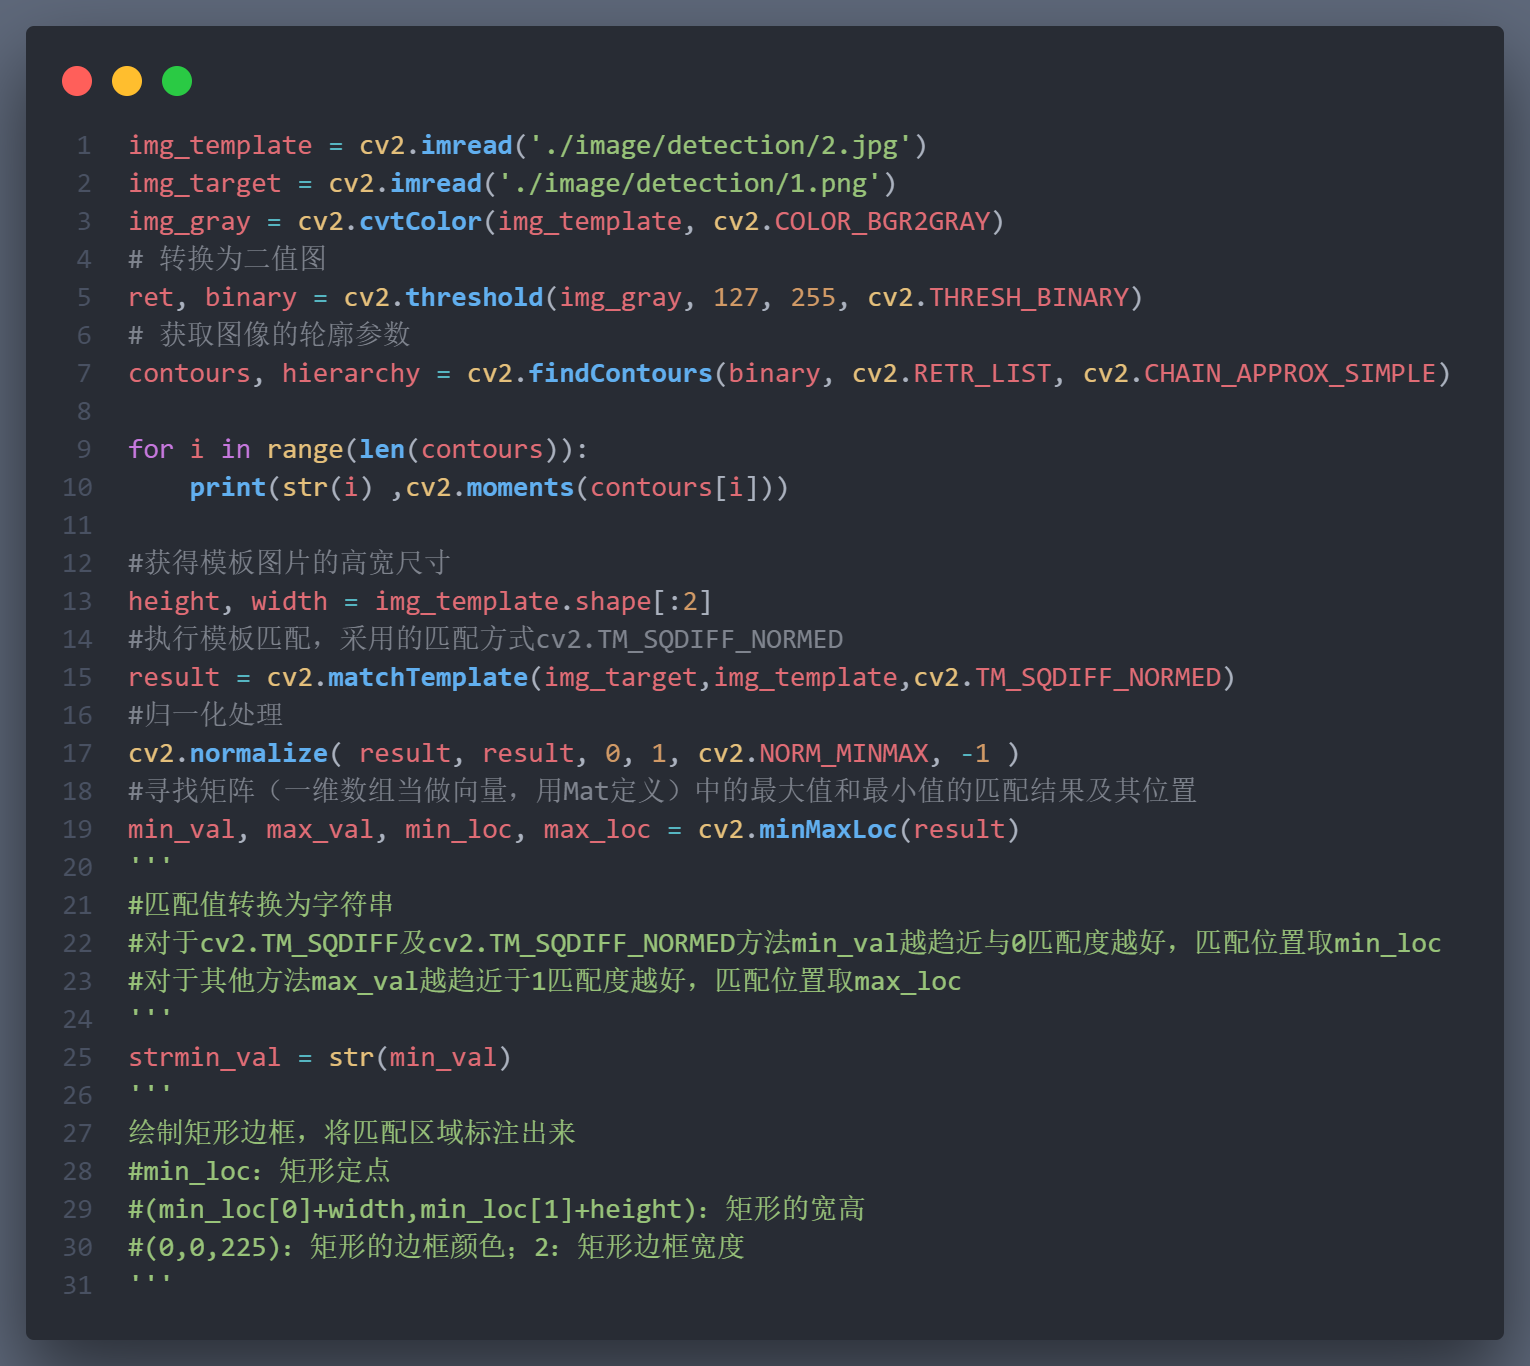 1 img_template = cv2.imread('./image/detection/2.jpg')
2 img_target = cv2.imread('./image/detection/1.png')
3 img_gray = cv2.cvtColor(img_template, cv2.COLOR_BGR2GRAY)
4 # 转换为二值图
5 ret, binary = cv2.threshold(img_gray, 127, 255, cv2.THRESH_BINARY)
6 # 获取图像的轮廓参数
7 contours, hierarchy = cv2.findContours(binary, cv2.RETR_LIST, cv2.CHAIN_APPROX_SIMPLE)
8
9 for i in range(len(contours)):
10     print(str(i) ,cv2.moments(contours[i]))
11
12 #获得模板图片的高宽尺寸
13 height, width = img_template.shape[:2]
14 #执行模板匹配，采用的匹配方式cv2.TM_SQDIFF_NORMED
15 result = cv2.matchTemplate(img_target,img_template,cv2.TM_SQDIFF_NORMED)
16 #归一化处理
17 cv2.normalize( result, result, 0, 1, cv2.NORM_MINMAX, -1 )
18 #寻找矩阵（一维数组当做向量，用Mat定义）中的最大值和最小值的匹配结果及其位置
19 min_val, max_val, min_loc, max_loc = cv2.minMaxLoc(result)
20 '''
21 #匹配值转换为字符串
22 #对于cv2.TM_SQDIFF及cv2.TM_SQDIFF_NORMED方法min_val越趋近与0匹配度越好，匹配位置取min_loc
23 #对于其他方法max_val越趋近于1匹配度越好，匹配位置取max_loc
24 '''
25 strmin_val = str(min_val)
26 '''
27 绘制矩形边框，将匹配区域标注出来
28 #min_loc：矩形定点
29 #(min_loc[0]+width,min_loc[1]+height)：矩形的宽高
30 #(0,0,225)：矩形的边框颜色；2：矩形边框宽度
31 '''